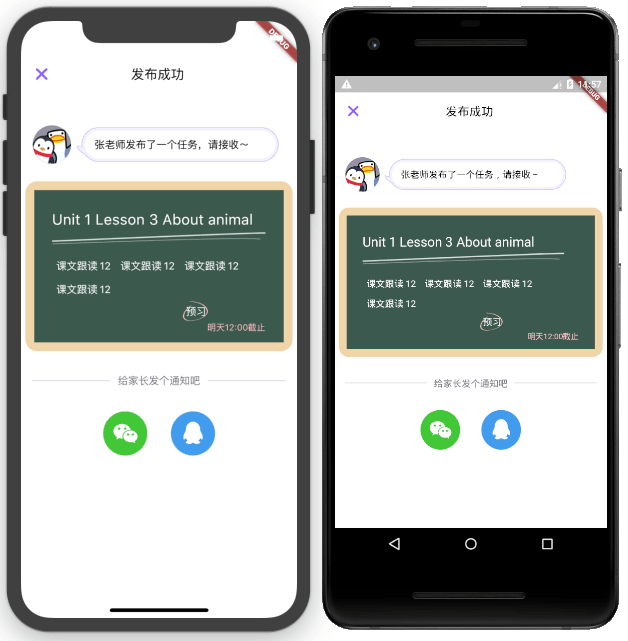 DEBUG
发布成功
张老师发布了一个任务，请接收～
Unit 1 Lesson 3 About animal
课文跟读 12 课文跟读 12 课文跟读 12
课文跟读 12
预习
明天12:00截止
给家长发个通知吧
14:57
DEBUG
发布成功
张老师发布了一个任务，请接收～
Unit 1 Lesson 3 About animal
课文跟读 12 课文跟读 12 课文跟读 12
课文跟读 12
预习
明天12:00截止
给家长发个通知吧